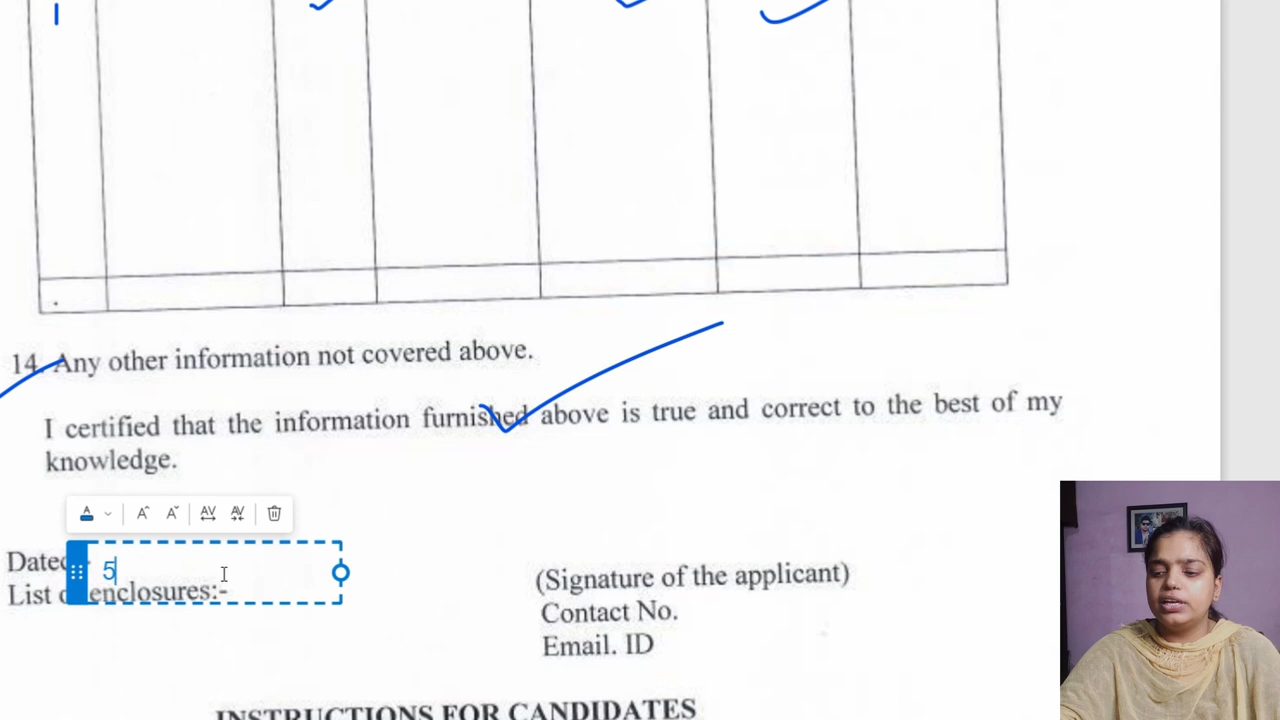 14. Any other information not covered above.
I certified that the information furnished above is true and correct to the best of my
knowledge.
A A A AV AV
Dated 5
List of enclosures:-
(Signature of the applicant)
Contact No.
Email. ID
INSTRUCTIONS FOR CANDIDATES